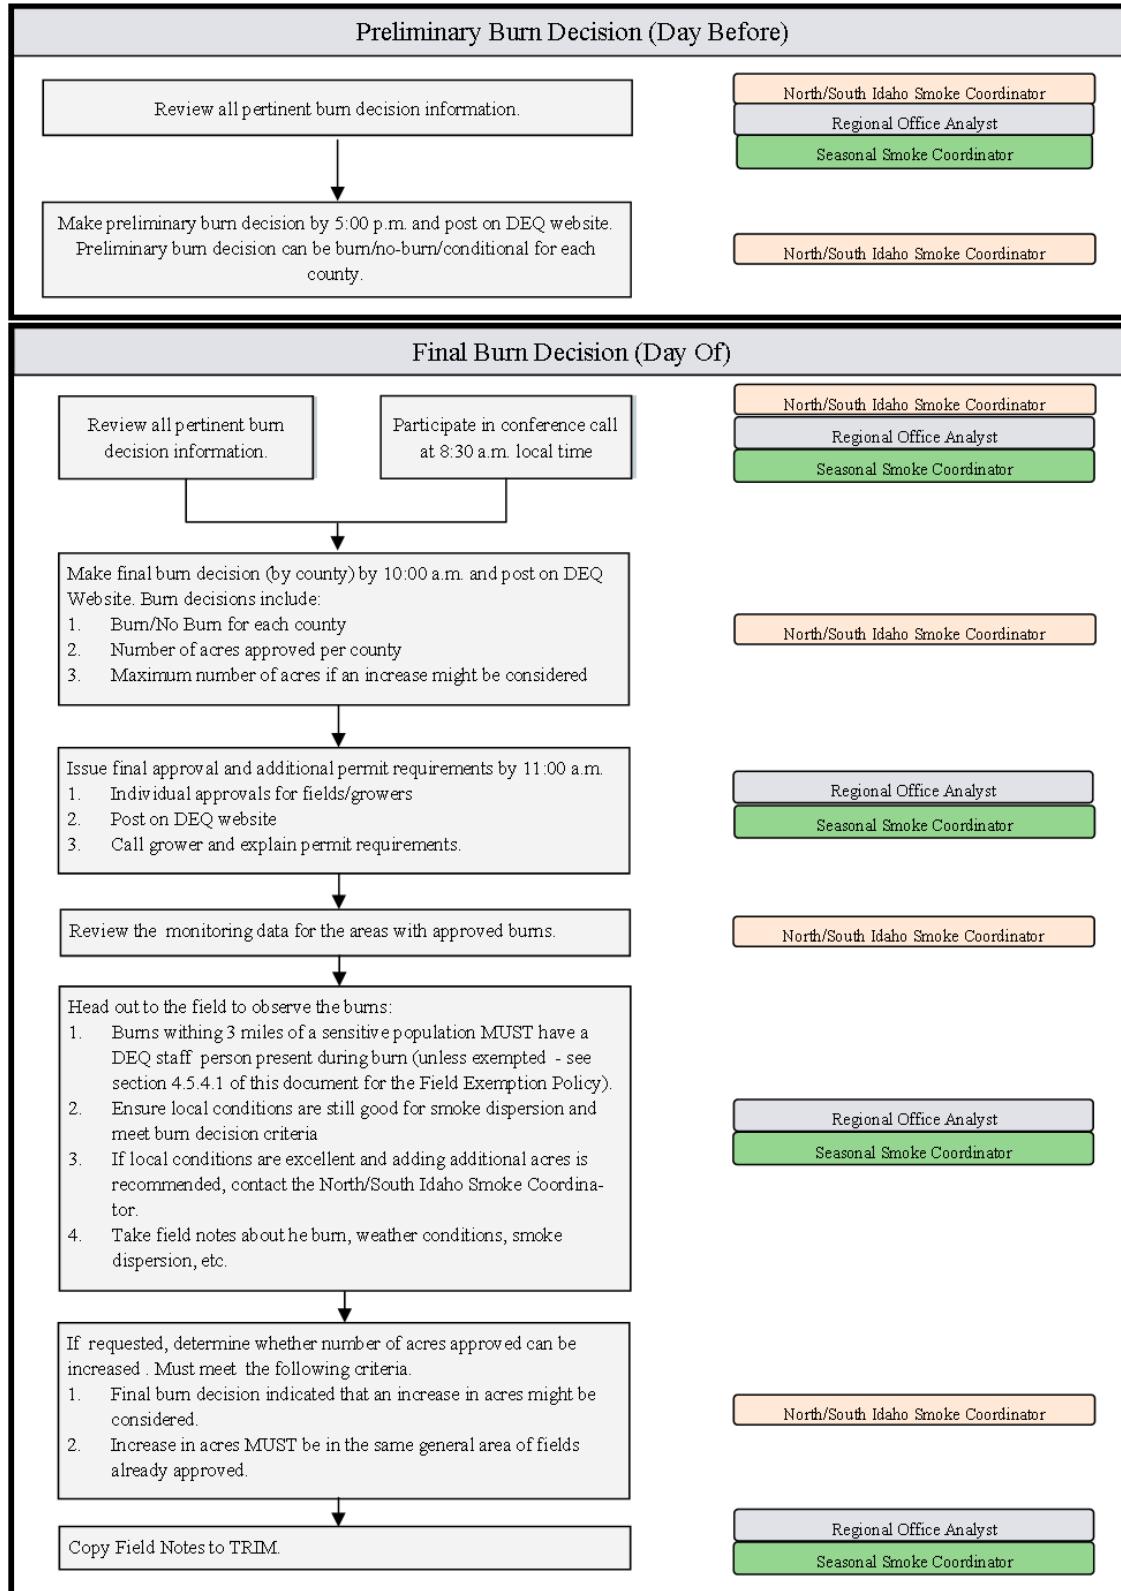 Preliminary Burn Decision (Day Before)
Review all pertinent burn decision information.
North/South Idaho Smoke Coordinator
Regional Office Analyst
Seasonal Smoke Coordinator
Make preliminary burn decision by 5:00 p.m. and post on DEQ website.
Preliminary burn decision can be burn/no-burn/conditional for each
county.
North/South Idaho Smoke Coordinator
Final Burn Decision (Day Of)
Review all pertinent burn
decision information.
Participate in conference call
at 8:30 a.m. local time
North/South Idaho Smoke Coordinator
Regional Office Analyst
Seasonal Smoke Coordinator
Make final burn decision (by county) by 10:00 a.m. and post on DEQ
Website. Burn decisions include:
1. Burn/No Burn for each county
2. Number of acres approved per county
3. Maximum number of acres if an increase might be considered
North/South Idaho Smoke Coordinator
Issue final approval and additional permit requirements by 11:00 a.m.
1. Individual approvals for fields/growers
2. Post on DEQ website
3. Call grower and explain permit requirements.
Regional Office Analyst
Seasonal Smoke Coordinator
Review the monitoring data for the areas with approved burns.
North/South Idaho Smoke Coordinator
Head out to the field to observe the burns:
1. Burns withing 3 miles of a sensitive population MUST have a
DEQ staff person present during burn (unless exempted - see
section 4.5.4.1 of this document for the Field Exemption Policy).
2. Ensure local conditions are still good for smoke dispersion and
meet burn decision criteria
3. If local conditions are excellent and adding additional acres is
recommended, contact the North/South Idaho Smoke Coordina-
tor.
4. Take field notes about he burn, weather conditions, smoke
dispersion, etc.
Regional Office Analyst
Seasonal Smoke Coordinator
If requested, determine whether number of acres approved can be
increased . Must meet the following criteria.
1. Final burn decision indicated that an increase in acres might be
considered.
2. Increase in acres MUST be in the same general area of fields
already approved.
North/South Idaho Smoke Coordinator
Copy Field Notes to TRIM.
Regional Office Analyst
Seasonal Smoke Coordinator